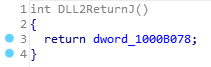 1 int DLL2ReturnJ()
2 {
3 return dword_1000B078;
4 }